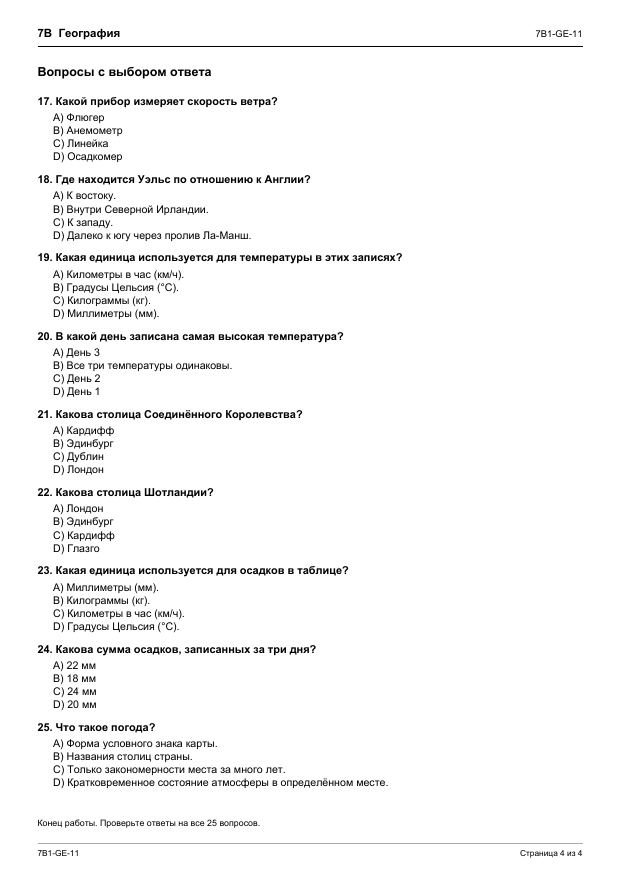 7B География
7B1-GE-11
Вопросы с выбором ответа
17. Какой прибор измеряет скорость ветра?
A) Флюгер
B) Анемометр
C) Линейка
D) Осадкомер
18. Где находится Уэльс по отношению к Англии?
A) К востоку.
B) Внутри Северной Ирландии.
C) К западу.
D) Далеко к югу через пролив Ла-Манш.
19. Какая единица используется для температуры в этих записях?
A) Километры в час (км/ч).
B) Градусы Цельсия (°C).
C) Килограммы (кг).
D) Миллиметры (мм).
20. В какой день записана самая высокая температура?
A) День 3
B) Все три температуры одинаковы.
C) День 2
D) День 1
21. Какова столица Соединённого Королевства?
A) Кардифф
B) Эдинбург
C) Дублин
D) Лондон
22. Какова столица Шотландии?
A) Лондон
B) Эдинбург
C) Кардифф
D) Глазго
23. Какая единица используется для осадков в таблице?
A) Миллиметры (мм).
B) Килограммы (кг).
C) Километры в час (км/ч).
D) Градусы Цельсия (°C).
24. Какова сумма осадков, записанных за три дня?
A) 22 мм
B) 18 мм
C) 24 мм
D) 20 мм
25. Что такое погода?
A) Форма условного знака карты.
B) Названия столиц страны.
C) Только закономерности места за много лет.
D) Кратковременное состояние атмосферы в определённом месте.
Конец работы. Проверьте ответы на все 25 вопросов.
7B1-GE-11
Страница 4 из 4